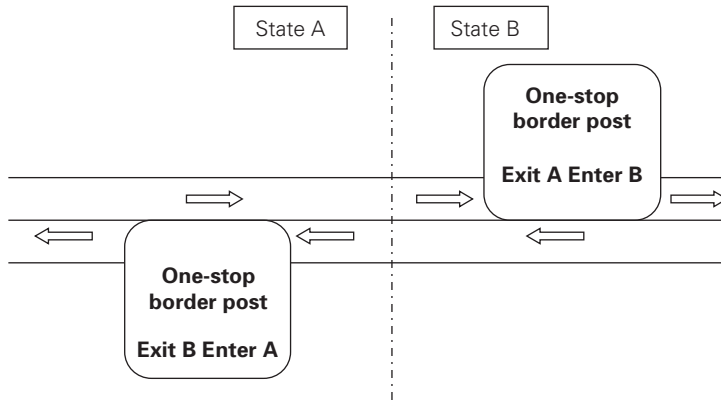 State A
State B
One-stop
border post
Exit A Enter B
One-stop
border post
Exit B Enter A